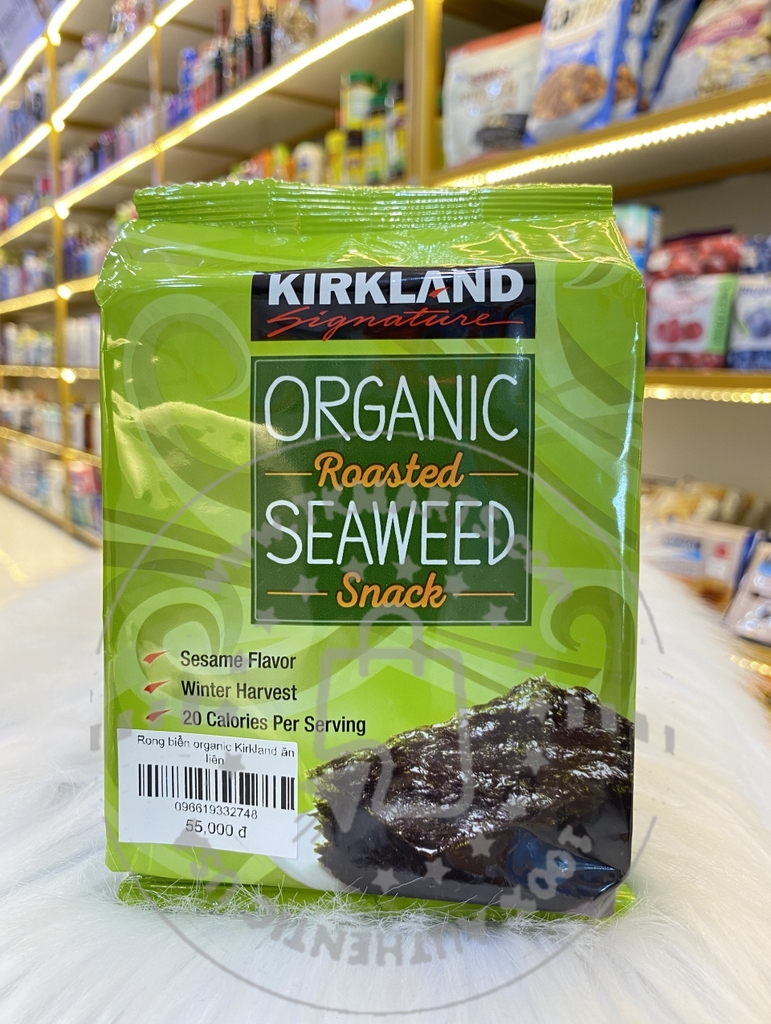 KIRKLAND
Signature
ORGANIC
Roasted
SEAWEED
Snack
Sesame Flavor
Winter Harvest
20 Calories Per Serving
Rong biển organic Kirkland ăn
liền
096619332748
55,000 đ
AUTHENTIC